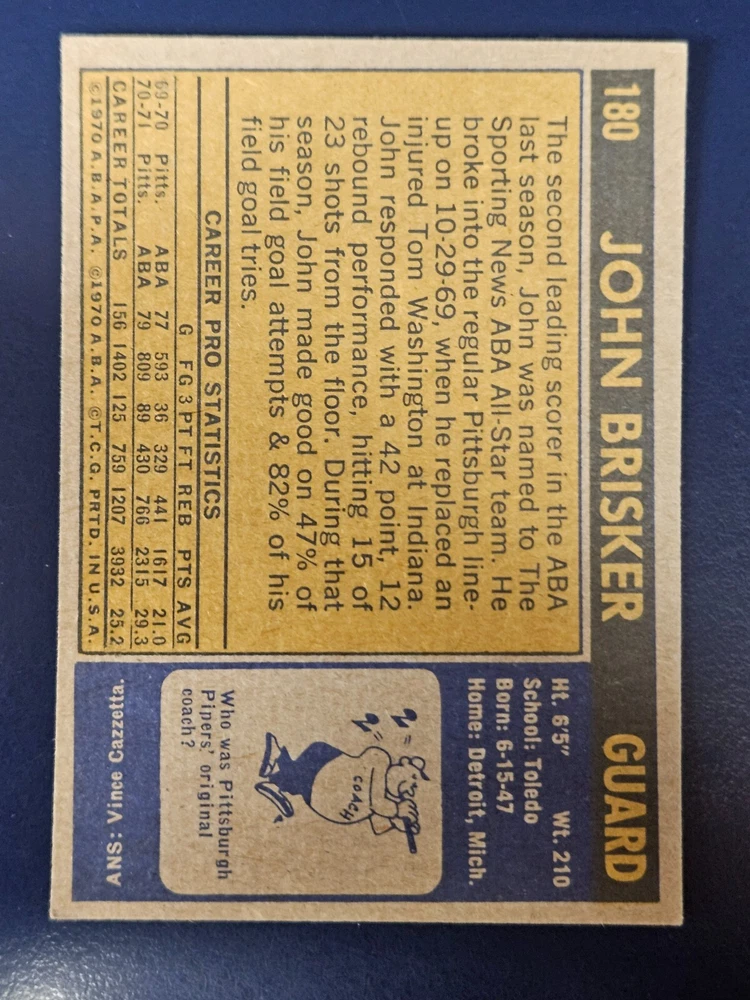 180 JOHN BRISKER GUARD
The second leading scorer in the ABA
last season, John was named to The
Sporting News ABA All-Star team. He
broke into the regular Pittsburgh line-
up on 10-29-69, when he replaced an
injured Tom Washington at Indiana.
John responded with a 42 point, 12
rebound performance, hitting 15 of
23 shots from the floor. During that
season, John made good on 47% of
his field goal attempts & 82% of his
field goal tries.
CAREER PRO STATISTICS
G FG 3PT FT REB PTS AVG
69-70 Pitts. ABA 77 593 36 329 441 1617 21.0
70-71 Pitts. ABA 79 809 89 430 766 2315 29.3
CAREER TOTALS 156 1402 125 759 1207 3932 25.2
©1970 A.B.A.P.A. ©1970 A.B.A. ©T.C.G. PRTD. IN U.S.A.
Ht. 6'5" Wt. 210
School: Toledo
Born: 6-15-47
Home: Detroit, Mich.
COACH
Who was Pittsburgh
Pipers' original
coach?
ANS: Vince Cazzetta.